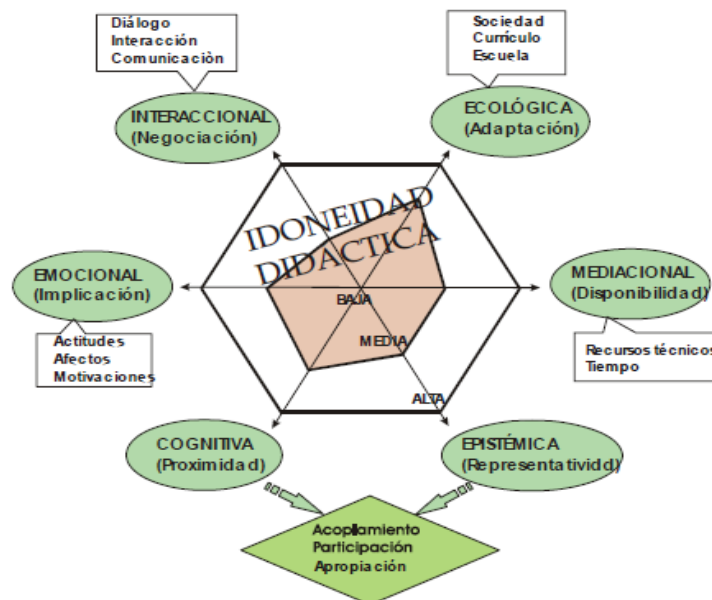 Diálogo
Interacción
Comunicaciòn
Sociedad
Currículo
Escuela
INTERACCIONAL
(Negociación)
ECOLÓGICA
(Adaptación)
IDONEIDAD
DIDACTICA
EMOCIONAL
(Implicación)
MEDIACIONAL
(Disponibilidad)
BAJA
MEDIA
ALTA
Actitudes
Afectos
Motivaciones
Recursos técnicos
Tiempo
COGNITIVA
(Proximidad)
EPISTÉMICA
(Representatividd)
Acoplamiento
Participación
Apropiación